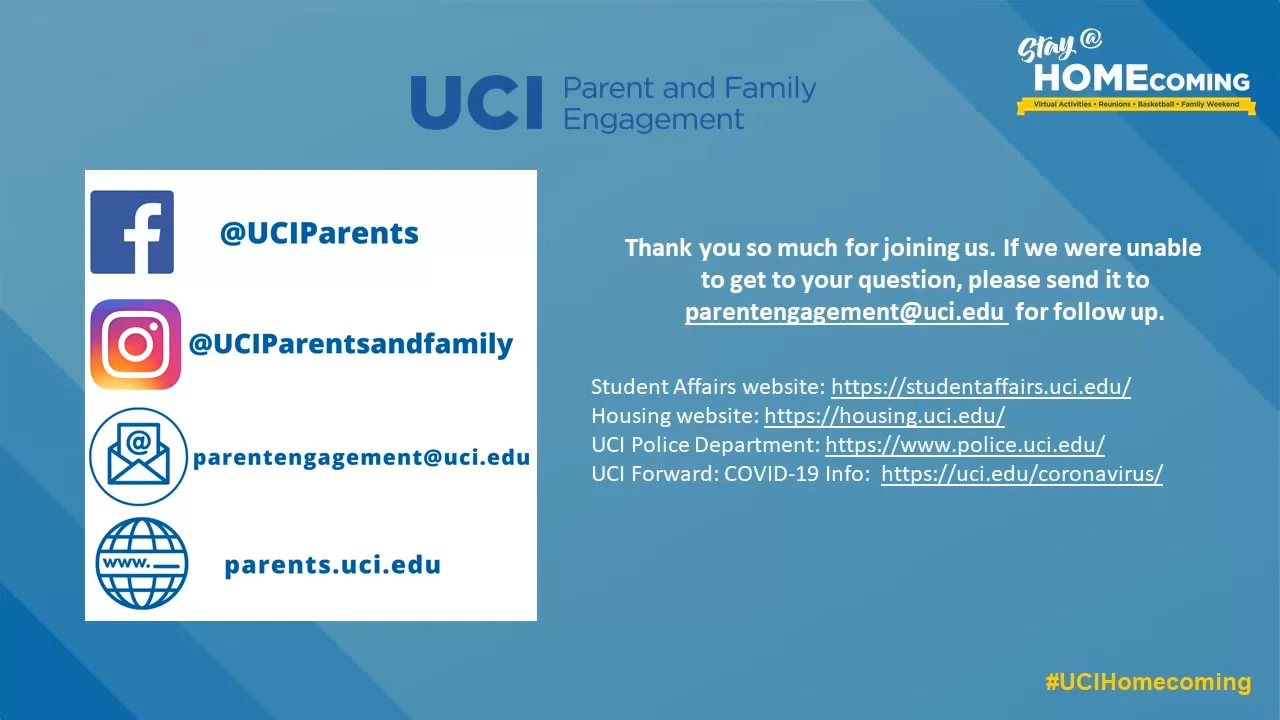 Stay @
HOMEcoming
Virtual Activities • Reunions • Basketball • Family Weekend
UCI Parent and Family
Engagement
@UCIParents
@UCIParentsandfamily
@
parentengagement@uci.edu
www.
parents.uci.edu
Thank you so much for joining us. If we were unable
to get to your question, please send it to
parentengagement@uci.edu for follow up.
Student Affairs website: https://studentaffairs.uci.edu/
Housing website: https://housing.uci.edu/
UCI Police Department: https://www.police.uci.edu/
UCI Forward: COVID-19 Info: https://uci.edu/coronavirus/
#UCIHomecoming